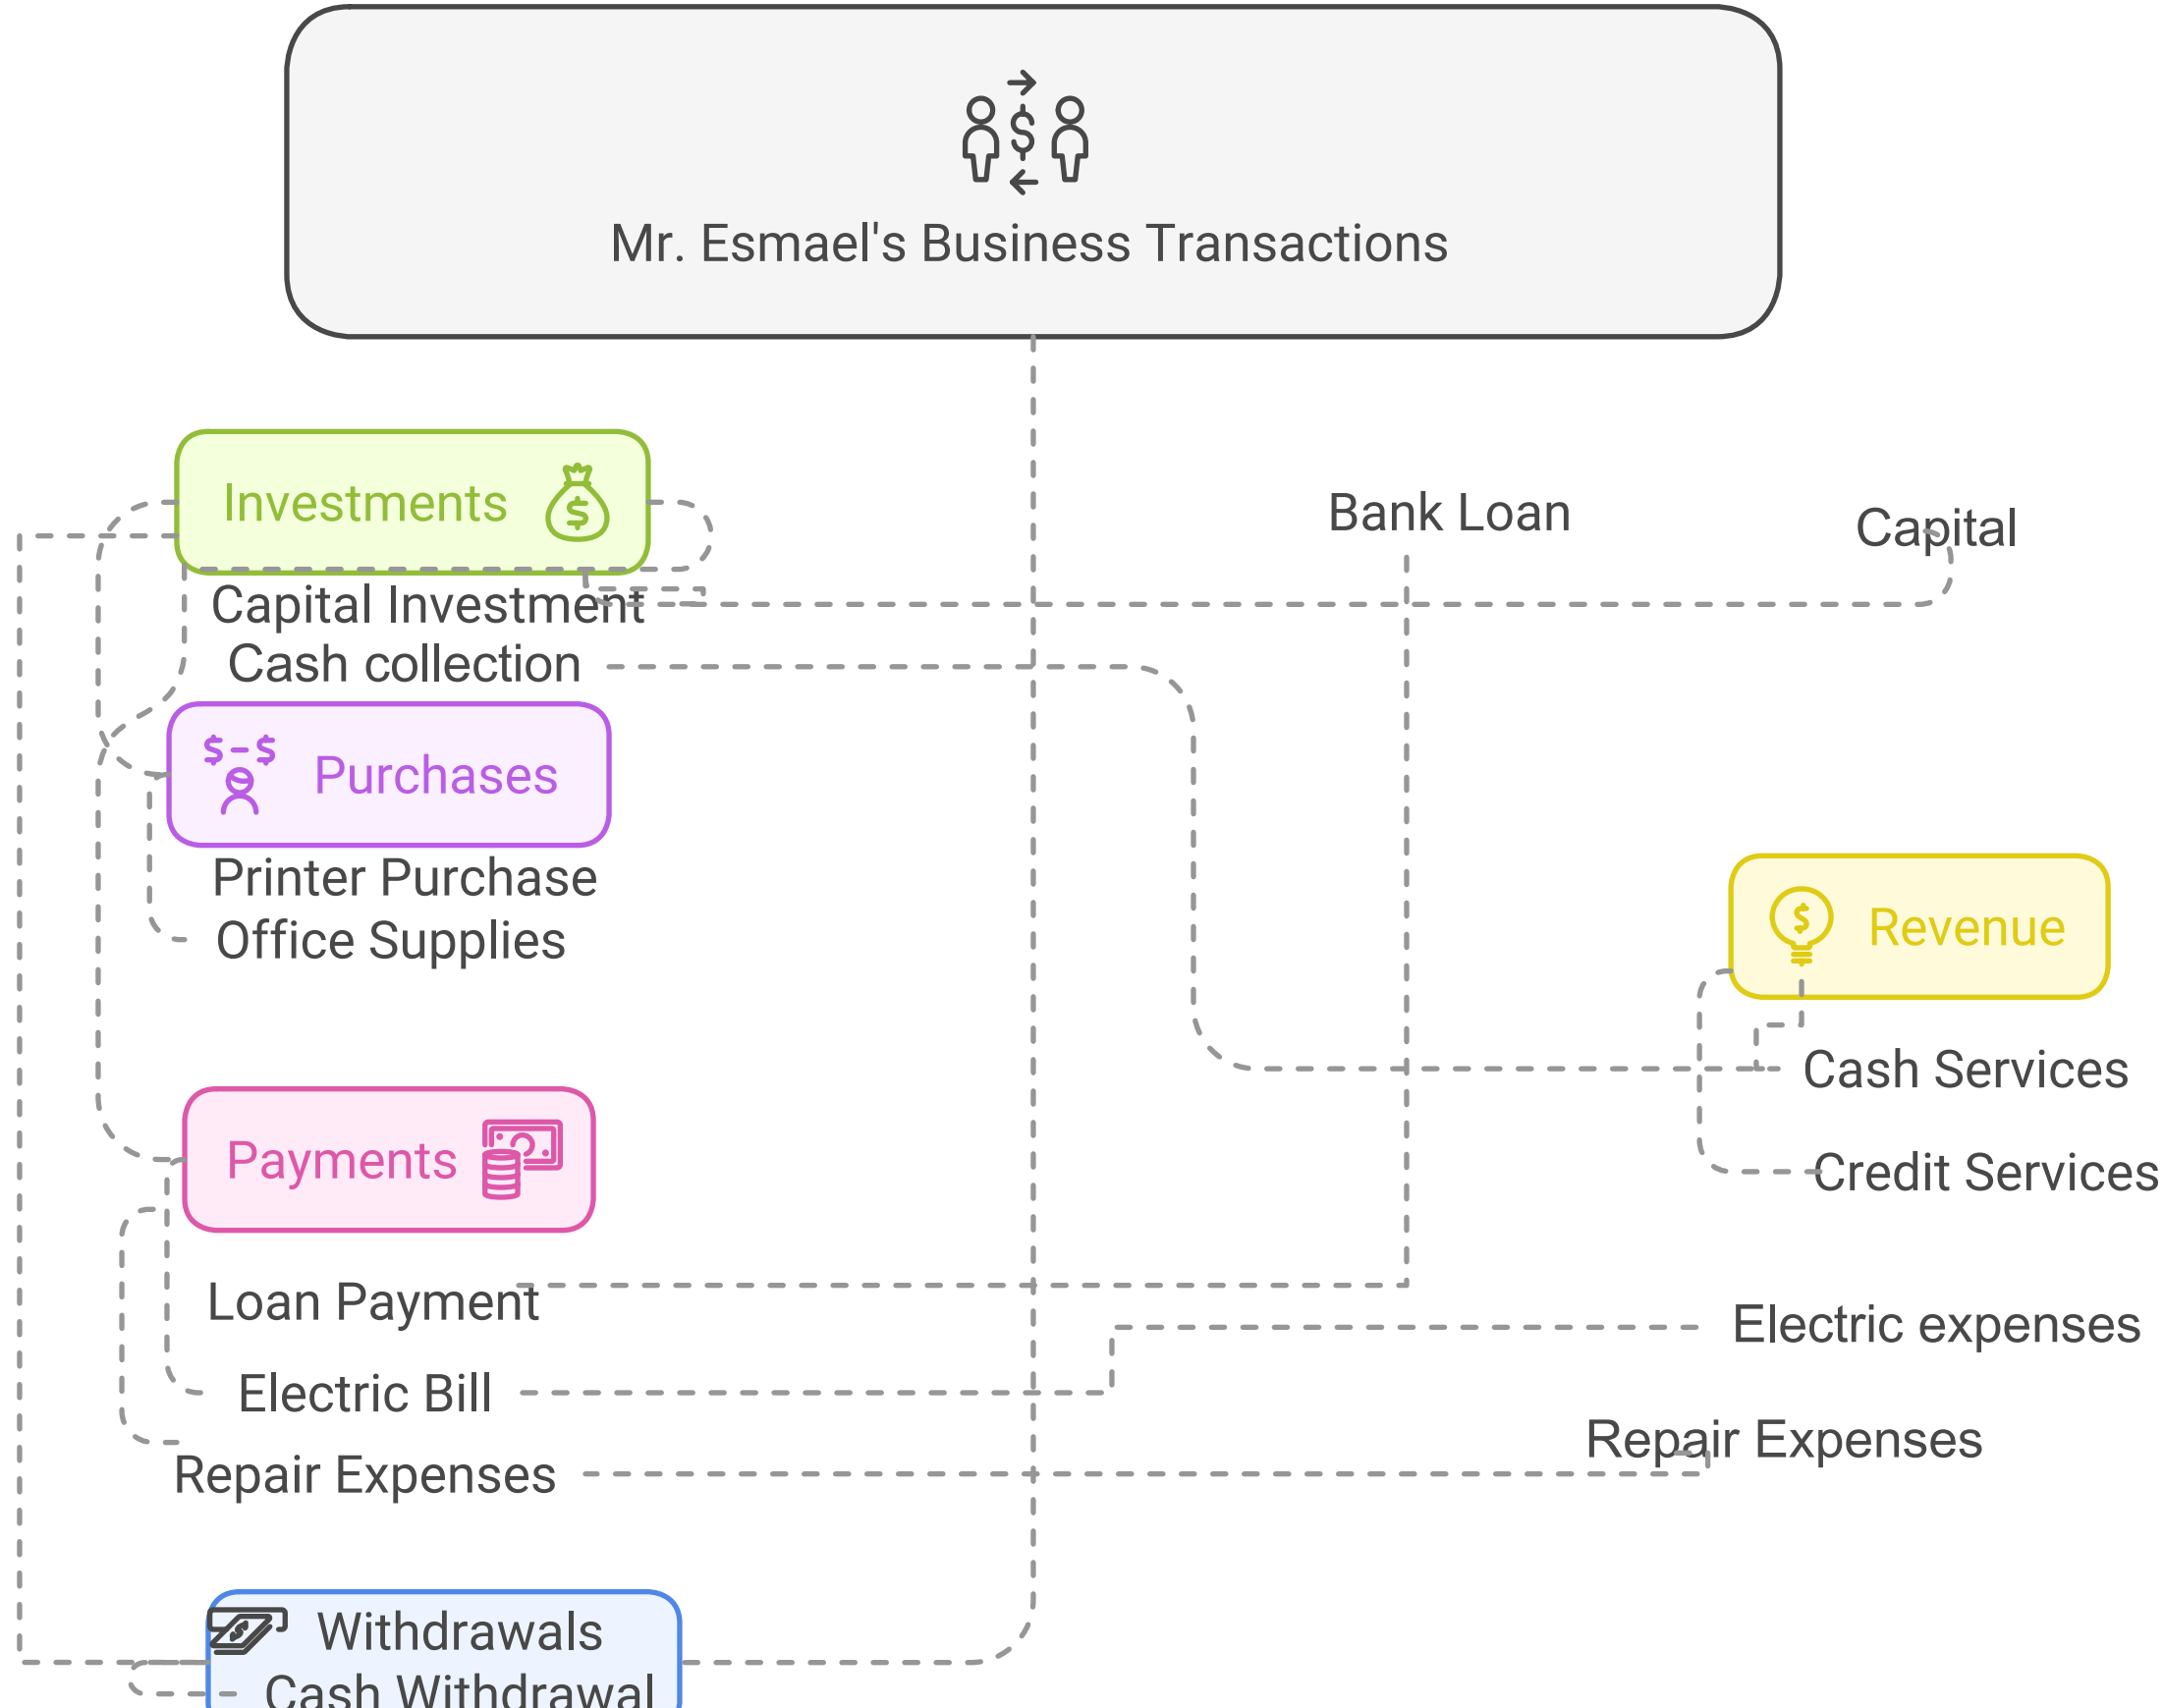 Mr. Esmael's Business Transactions
Investments
Bank Loan
Capital
Capital Investment
Cash collection
Purchases
Printer Purchase
Office Supplies
Revenue
Cash Services
Credit Services
Payments
Loan Payment
Electric expenses
Electric Bill
Repair Expenses
Repair Expenses
Withdrawals
Cash Withdrawal